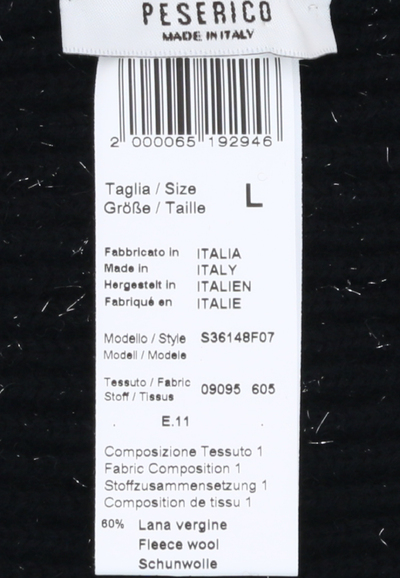 PESERICO
MADE IN ITALY
2 000065 192946
Taglia / Size
Größe / Taille
L
Fabbricato in ITALIA
Made in ITALY
Hergestelt in ITALIEN
Fabriqué en ITALIE
Modello / Style S36148F07
Modell / Modele
Tessuto / Fabric
Stoff / Tissus
09095 605
E.11
Composizione Tessuto 1
Fabric Composition 1
Stoffzusammensetzung 1
Composition de tissu 1
60% Lana vergine
Fleece wool
Schunwolle